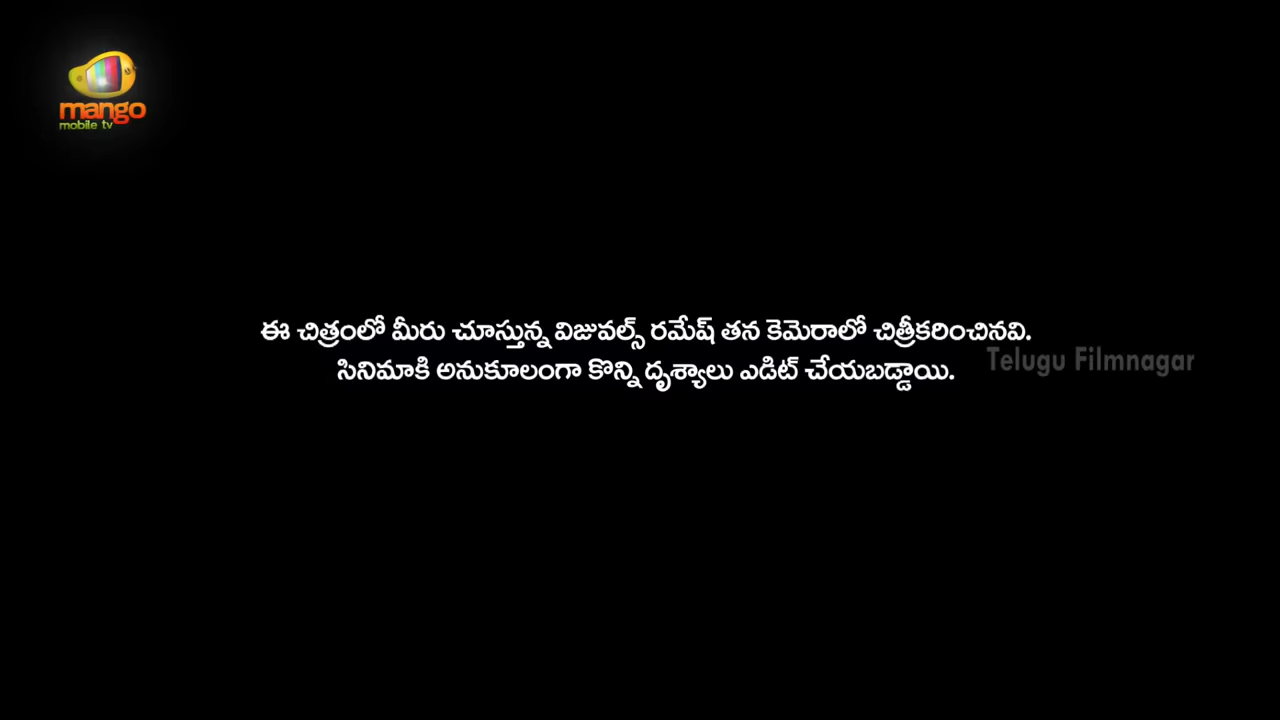 mango
mobile tv
ఈ చిత్రంలో మీరు చూస్తున్న విజువల్స్ రమేష్ తన కెమెరాలో చిత్రీకరించినవి.
Telugu Filmnagar
సినిమాకి అనుకూలంగా కొన్ని దృశ్యాలు ఎడిట్ చేయబడ్డాయి.